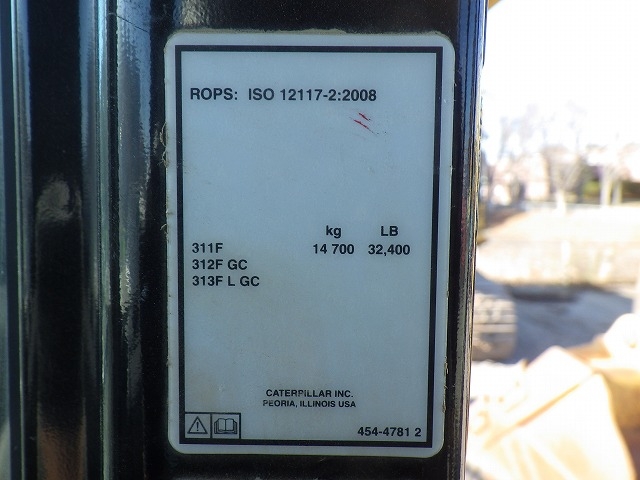 ROPS: ISO 12117-2:2008
kg LB
311F 14 700 32,400
312F GC
313F L GC
CATERPILLAR INC.
PEORIA, ILLINOIS USA
454-4781 2